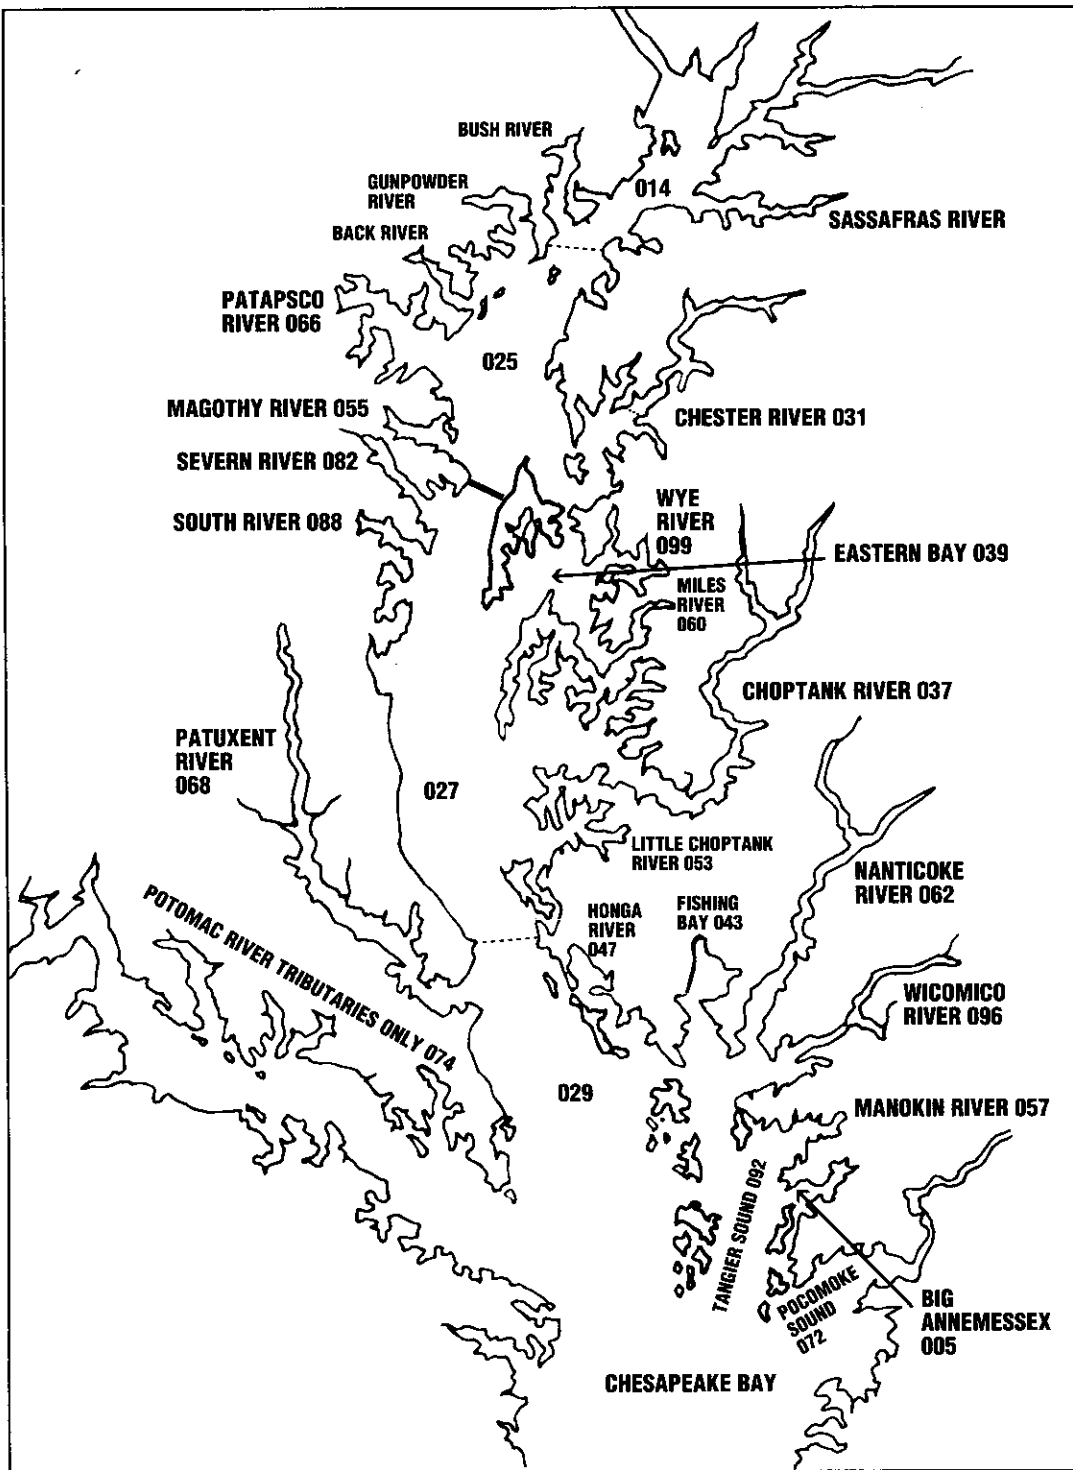 BUSH RIVER
014
GUNPOWDER
RIVER
SASSAFRAS RIVER
BACK RIVER
PATAPSCO
RIVER 066
025
MAGOTHY RIVER 055
CHESTER RIVER 031
SEVERN RIVER 082
SOUTH RIVER 088
WYE
RIVER
099
EASTERN BAY 039
MILES
RIVER
060
CHOPTANK RIVER 037
PATUXENT
RIVER
068
027
LITTLE CHOPTANK
RIVER 053
NANTICOKE
RIVER 062
HONGA
RIVER
047
FISHING
BAY 043
POTOMAC RIVER TRIBUTARIES ONLY 074
WICOMICO
RIVER 096
029
MANOKIN RIVER 057
TANGIER SOUND 092
POCOMOKE
SOUND
072
BIG
ANNEMESSEX
005
CHESAPEAKE BAY